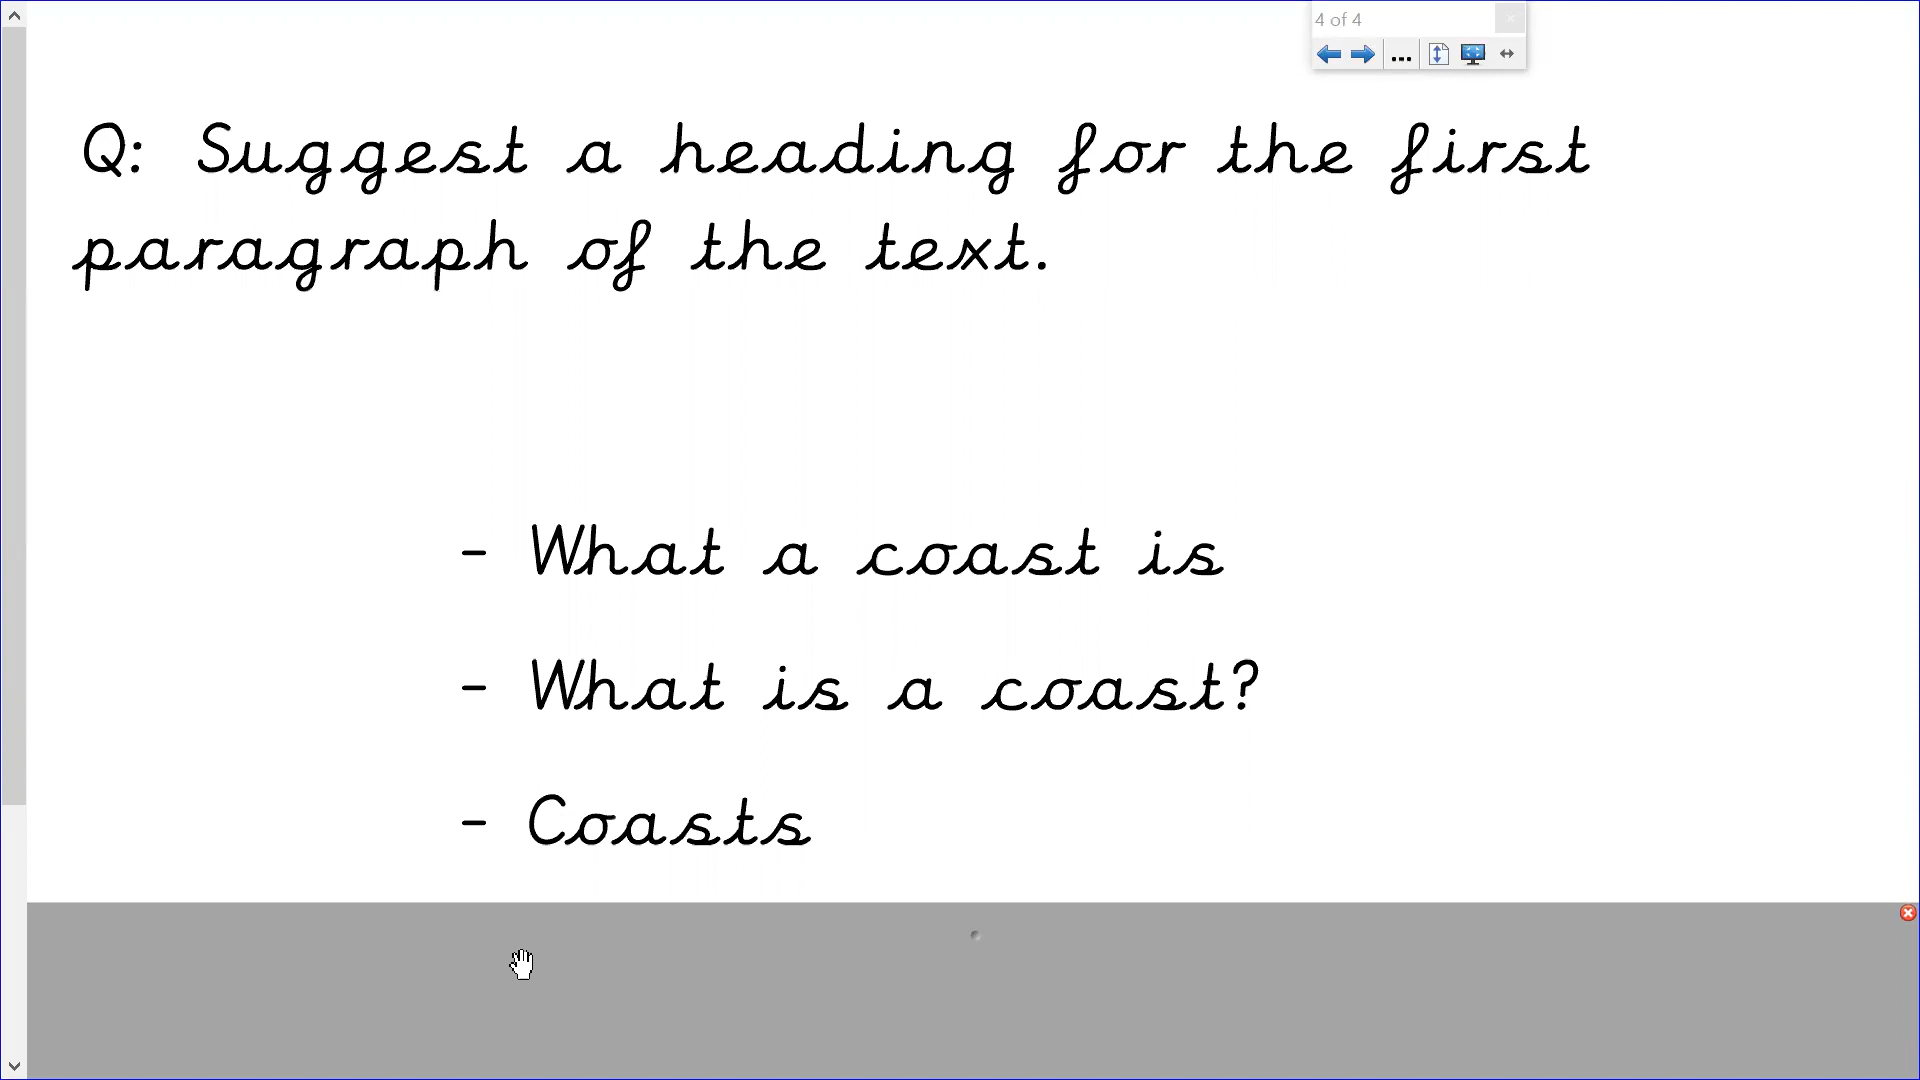 4 of 4
Q: Suggest a heading for the first
paragraph of the text.
- What a coast is
- What is a coast?
- Coasts